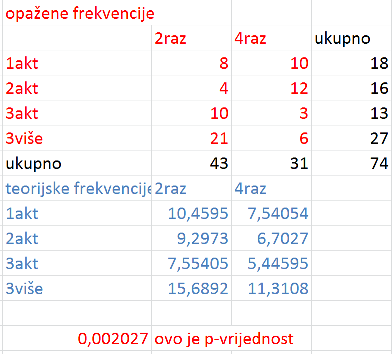 opažene frekvencije
2raz 4raz ukupno
1akt 8 10 18
2akt 4 12 16
3akt 10 3 13
3više 21 6 27
ukupno 43 31 74
teorijske frekvencije 2raz 4raz
1akt 10,4595 7,54054
2akt 9,2973 6,7027
3akt 7,55405 5,44595
3više 15,6892 11,3108
0,002027 ovo je p-vrijednost